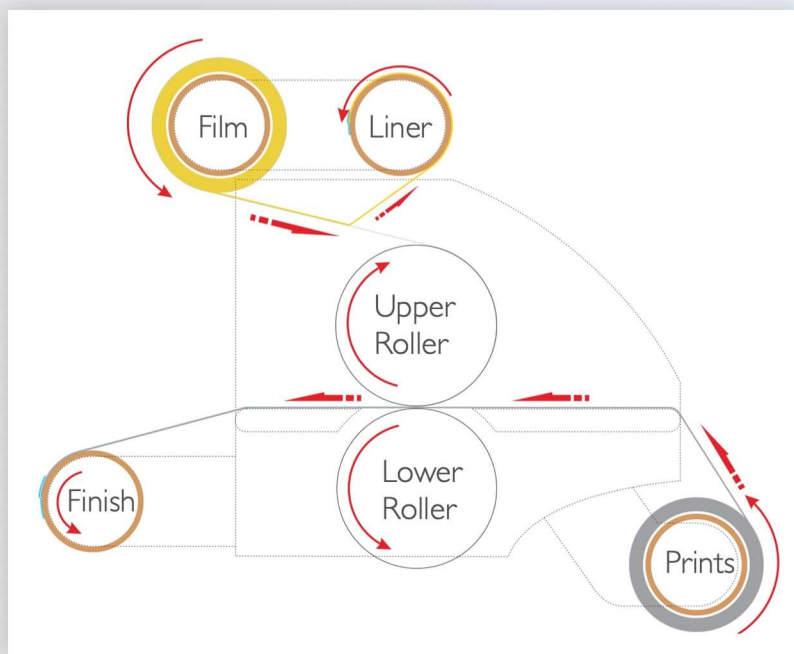 Film
Liner
Upper
Roller
Lower
Roller
Finish
Prints